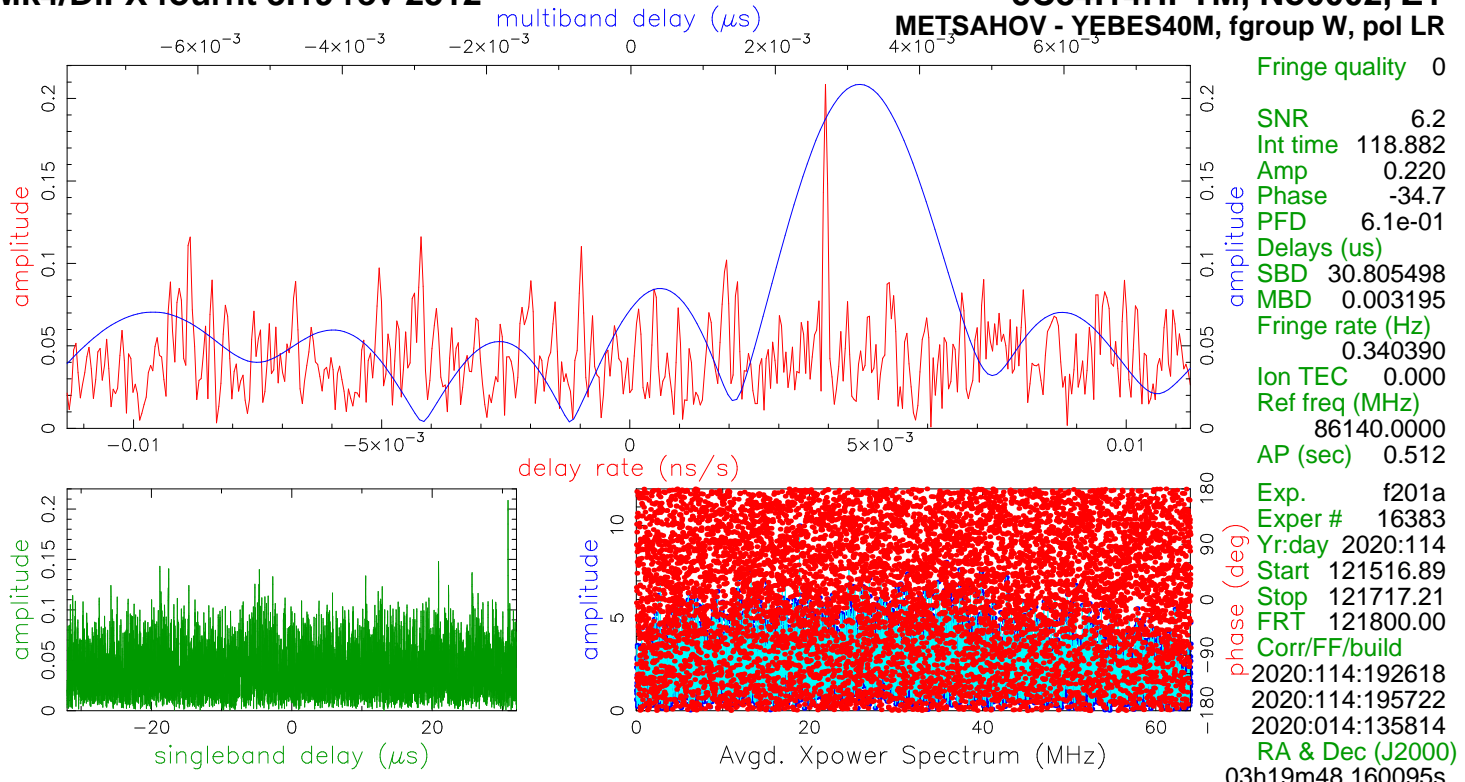 multiband delay (μs)
METSAHOV - YEBES40M, fgroup W, pol LR
−6×10⁻³ −4×10⁻³ −2×10⁻³ 0 2×10⁻³ 4×10⁻³ 6×10⁻³
amplitude
0 0.05 0.1 0.15 0.2
amplitude
0 0.05 0.1 0.15 0.2
−0.01 −5×10⁻³ 0 5×10⁻³ 0.01
delay rate (ns/s)
Fringe quality 0
SNR 6.2
Int time 118.882
Amp 0.220
Phase -34.7
PFD 6.1e-01
Delays (us)
SBD 30.805498
MBD 0.003195
Fringe rate (Hz)
0.340390
Ion TEC 0.000
Ref freq (MHz)
86140.0000
AP (sec) 0.512
Exp. f201a
Exper # 16383
Yr:day 2020:114
Start 121516.89
Stop 121717.21
FRT 121800.00
Corr/FF/build
2020:114:192618
2020:114:195722
2020:014:135814
RA & Dec (J2000)
03h19m48.160095s
amplitude
0 0.05 0.1 0.15 0.2
−20 0 20
singleband delay (μs)
amplitude
0 5 10
phase (deg)
−180 −90 0 90 180
0 20 40 60
Avgd. Xpower Spectrum (MHz)